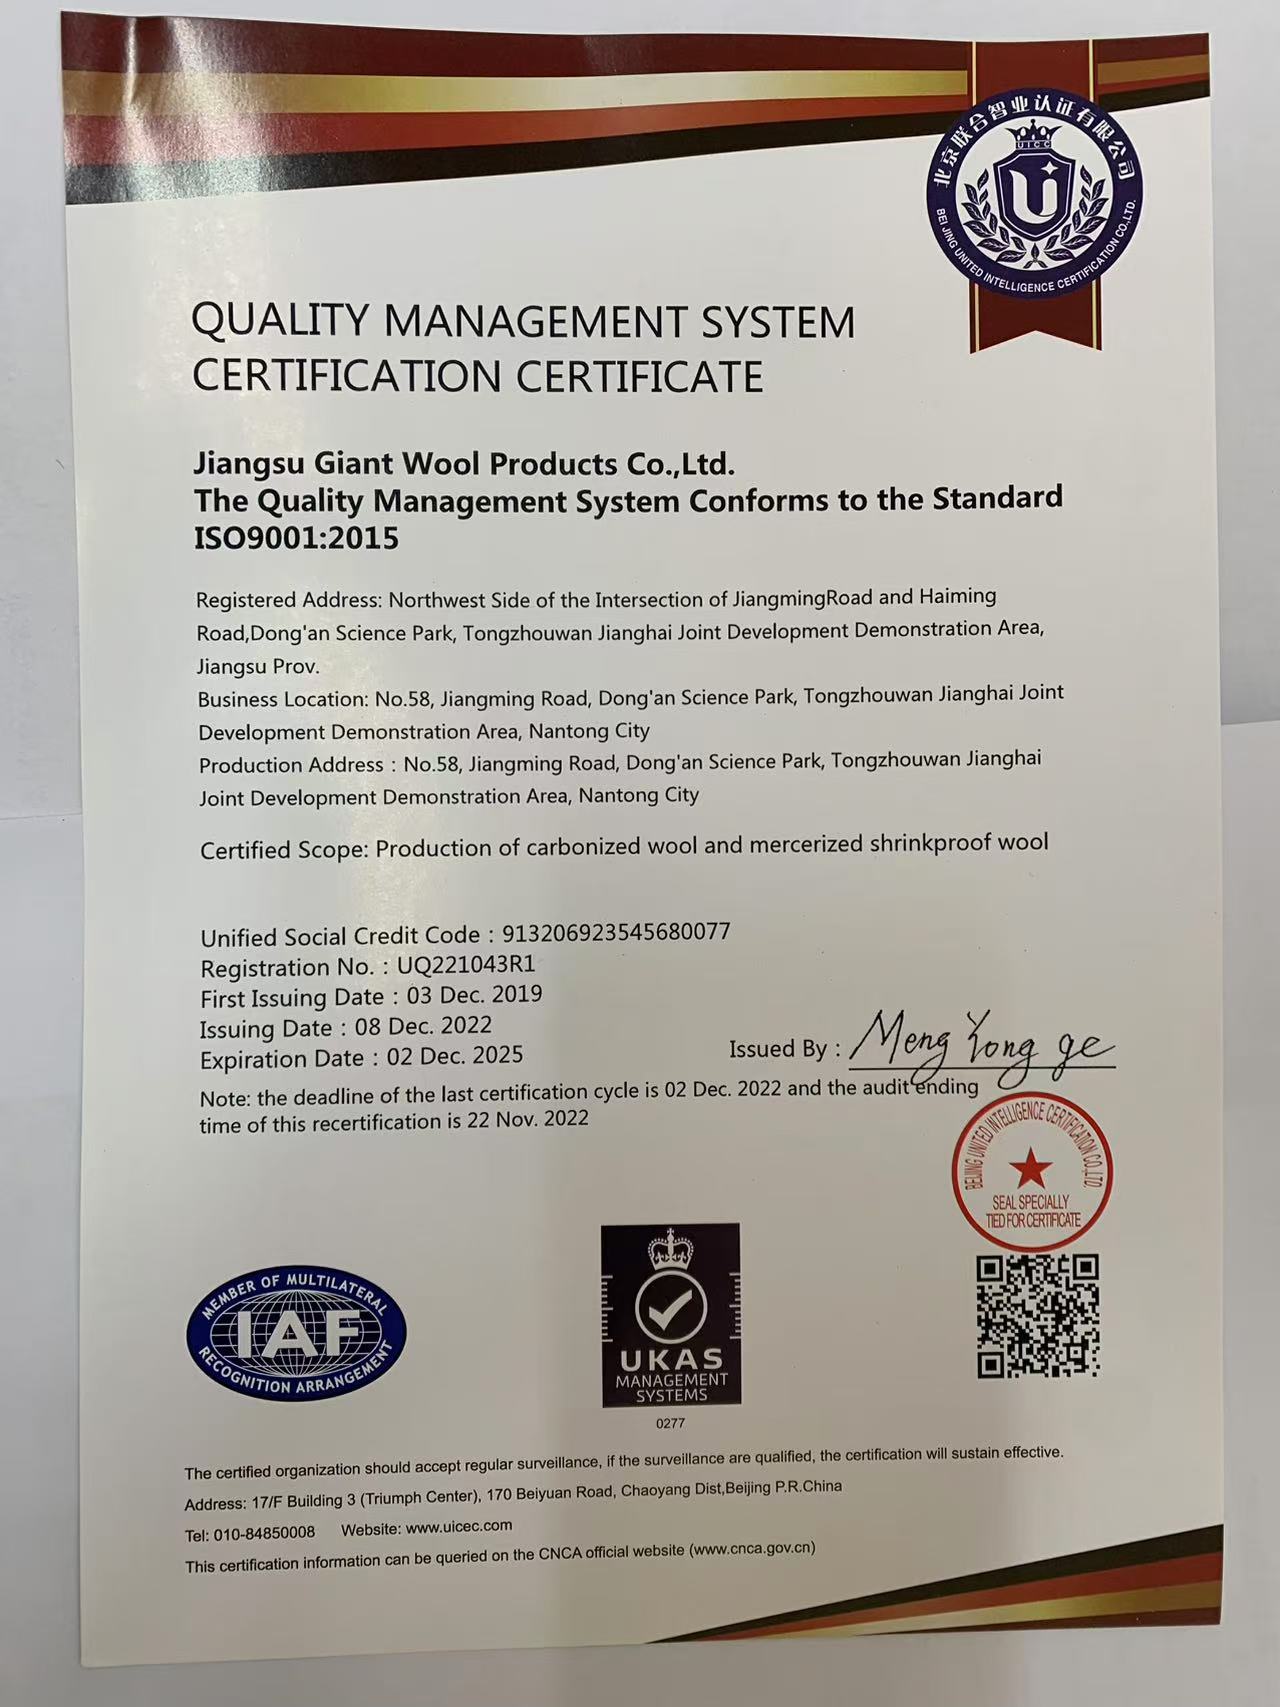 北京联合智业认证有限公司
UICC
BEI JING UNITED INTELLIGENCE CERTIFICATION CO.,LTD.
QUALITY MANAGEMENT SYSTEM
CERTIFICATION CERTIFICATE
Jiangsu Giant Wool Products Co.,Ltd.
The Quality Management System Conforms to the Standard
ISO9001:2015
Registered Address: Northwest Side of the Intersection of JiangmingRoad and Haiming
Road,Dong'an Science Park, Tongzhouwan Jianghai Joint Development Demonstration Area,
Jiangsu Prov.
Business Location: No.58, Jiangming Road, Dong'an Science Park, Tongzhouwan Jianghai Joint
Development Demonstration Area, Nantong City
Production Address : No.58, Jiangming Road, Dong'an Science Park, Tongzhouwan Jianghai
Joint Development Demonstration Area, Nantong City
Certified Scope: Production of carbonized wool and mercerized shrinkproof wool
Unified Social Credit Code : 913206923545680077
Registration No. : UQ221043R1
First Issuing Date : 03 Dec. 2019
Issuing Date : 08 Dec. 2022
Expiration Date : 02 Dec. 2025
Issued By : Meng Yong ge
Note: the deadline of the last certification cycle is 02 Dec. 2022 and the audit ending
time of this recertification is 22 Nov. 2022
BEIJING UNITED INTELLIGENCE CERTIFICATION CO.,LTD
SEAL SPECIALLY
TIED FOR CERTIFICATE
MEMBER OF MULTILATERAL
IAF
RECOGNITION ARRANGEMENT
UKAS
MANAGEMENT
SYSTEMS
0277
The certified organization should accept regular surveillance, if the surveillance are qualified, the certification will sustain effective.
Address: 17/F Building 3 (Triumph Center), 170 Beiyuan Road, Chaoyang Dist,Beijing P.R.China
Tel: 010-84850008 Website: www.uicec.com
This certification information can be queried on the CNCA official website (www.cnca.gov.cn)